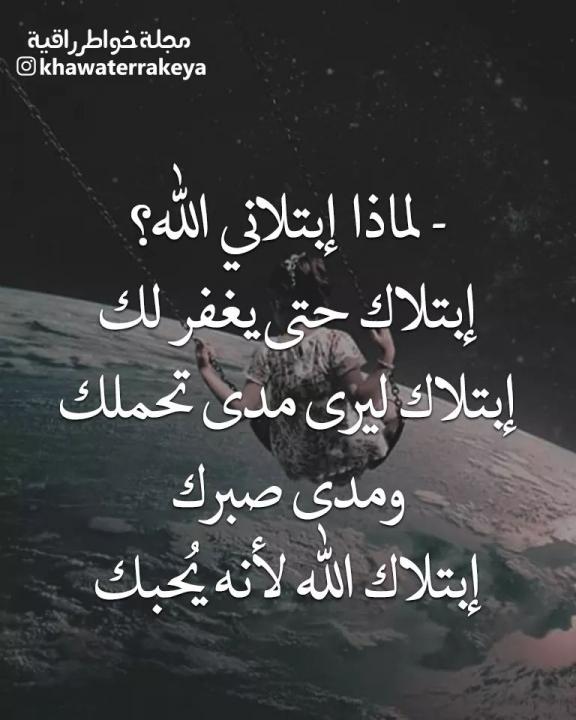 مجلة خواطر راقية
khawaterrakeya
- لماذا إبتلاني الله؟
إبتلاك حتى يغفر لك
إبتلاك ليرى مدى تحملك
ومدى صبرك
إبتلاك الله لأنه يُحبك